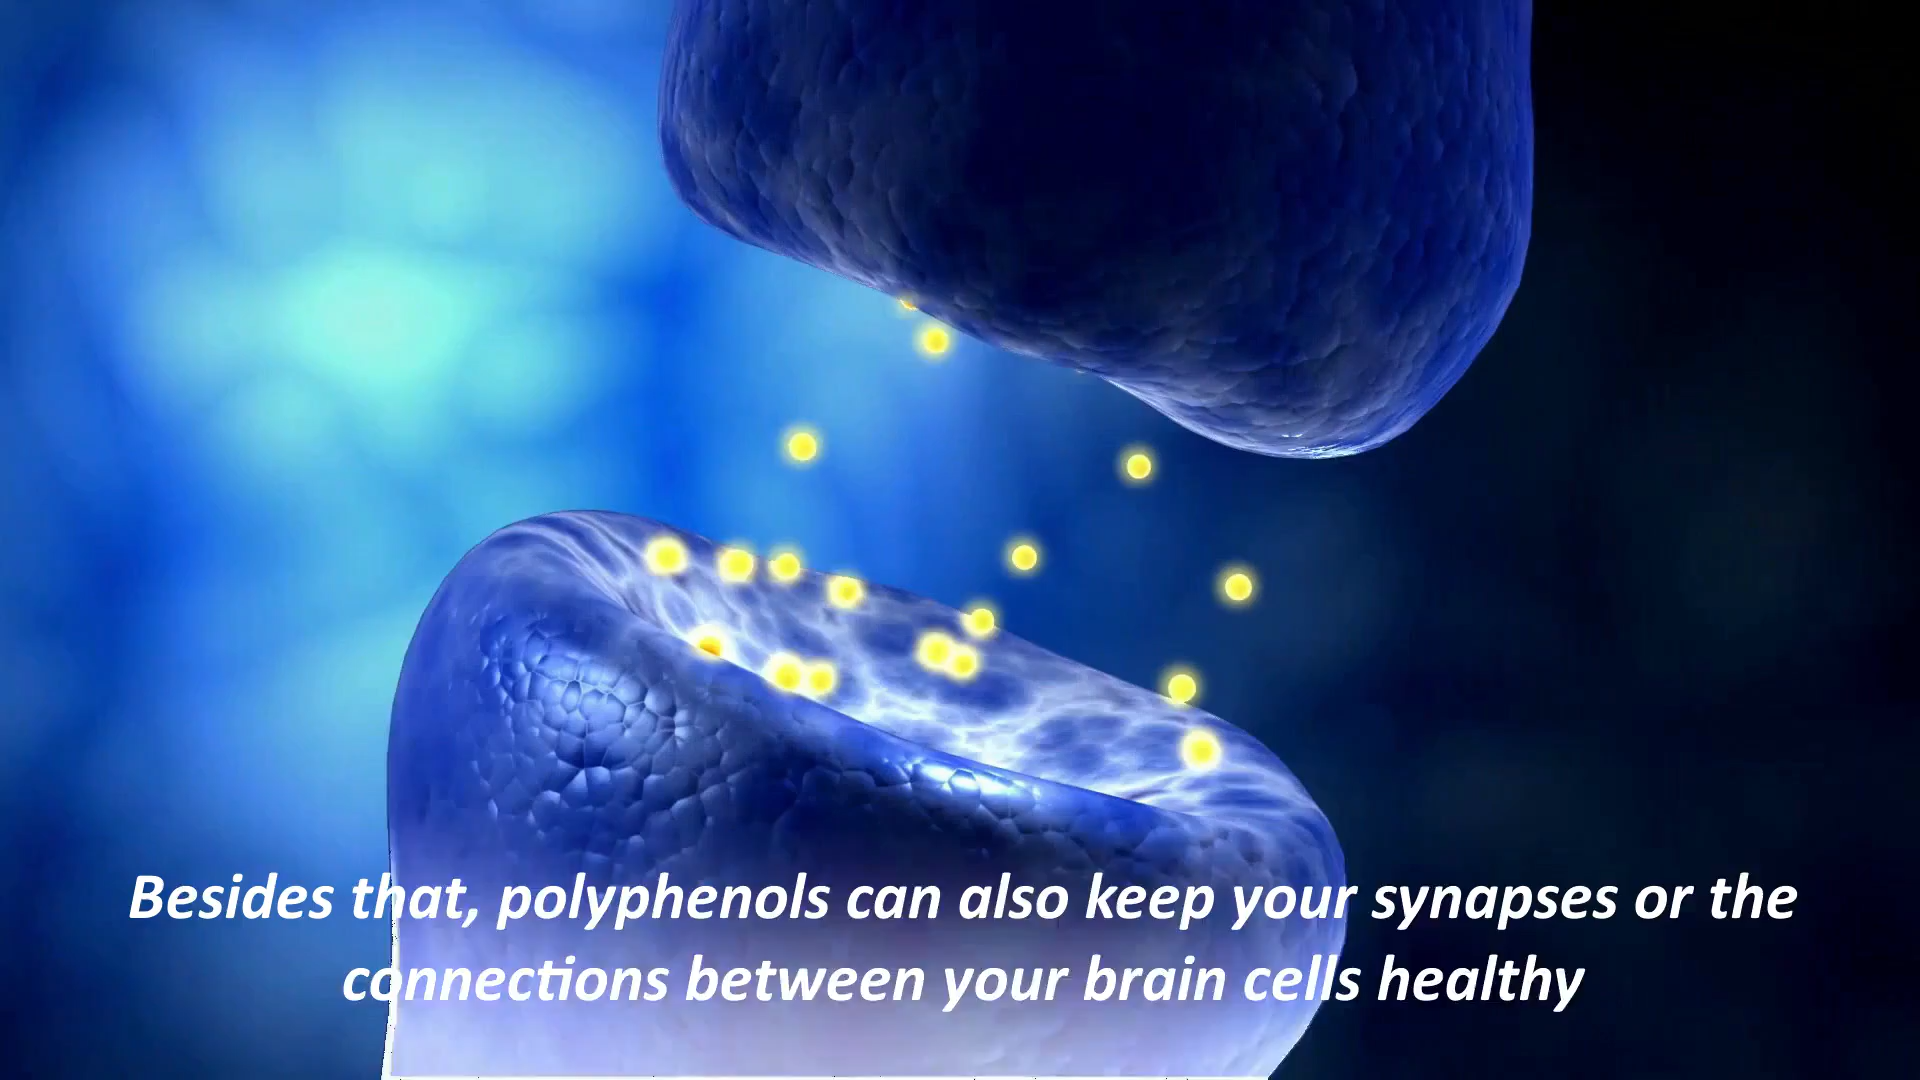 Besides that, polyphenols can also keep your synapses or the
connections between your brain cells healthy